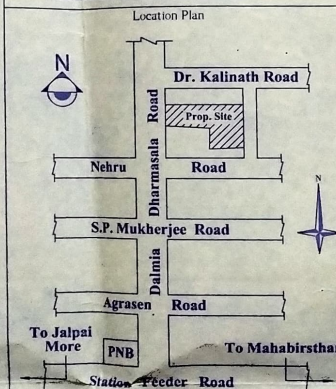 Location Plan
N
Dr. Kalinath Road
Prop. Site
Dalmia Dharmasala Road
N
Nehru Road
S.P. Mukherjee Road
Agrasen Road
To Jalpai
More
PNB
To Mahabirsthan
Station Feeder Road